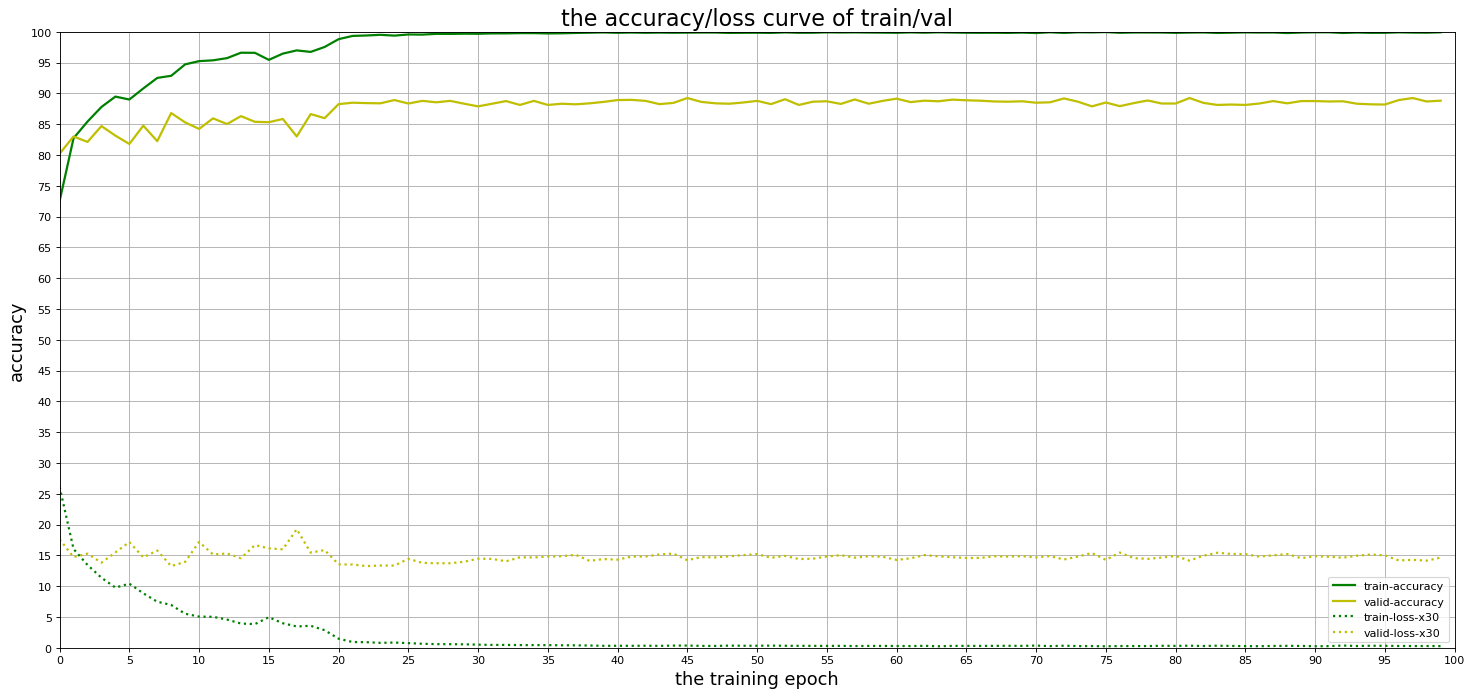 the accuracy/loss curve of train/val
100
95
90
85
80
75
70
65
60
55
50
45
40
35
30
25
20
15
10
5
0
accuracy
train-accuracy
valid-accuracy
train-loss-x30
valid-loss-x30
0 5 10 15 20 25 30 35 40 45 50 55 60 65 70 75 80 85 90 95 100
the training epoch